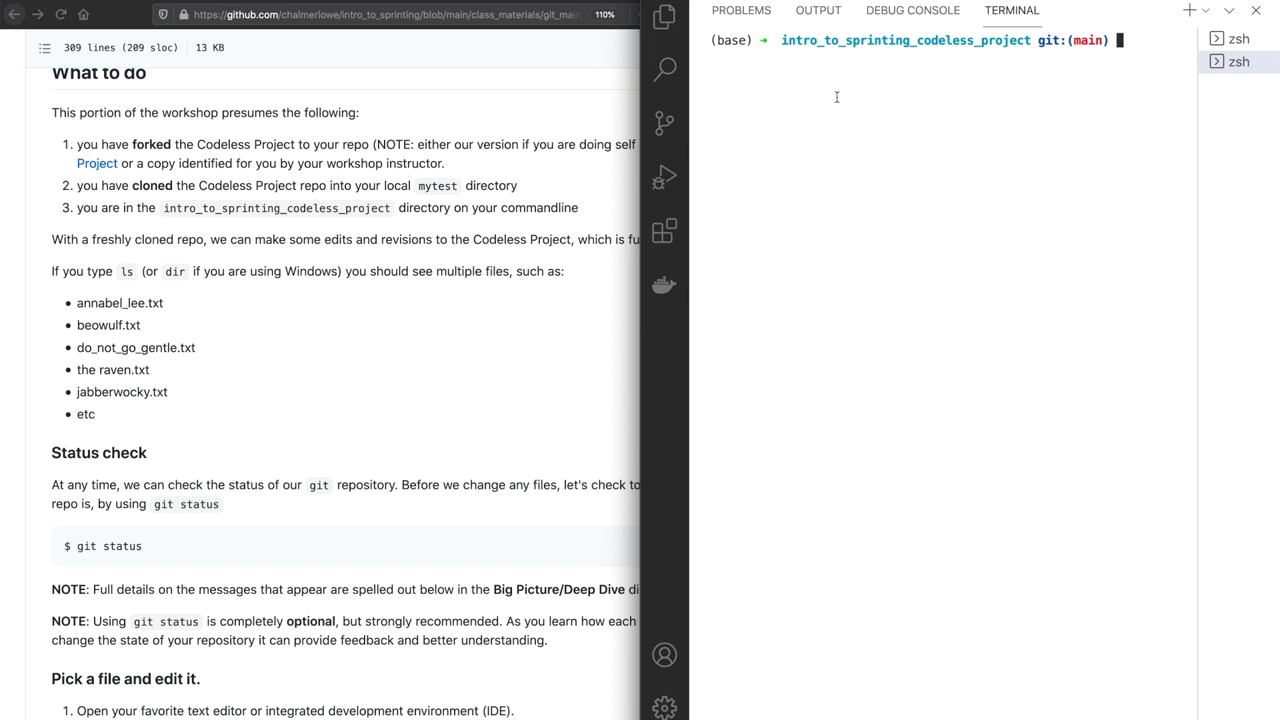 https://github.com/chalmerlowe/intro_to_sprinting/blob/main/class_materials/git_main
110%
309 lines (209 sloc)
13 KB
What to do
This portion of the workshop presumes the following:
1. you have forked the Codeless Project to your repo (NOTE: either our version if you are doing self
Project or a copy identified for you by your workshop instructor.
2. you have cloned the Codeless Project repo into your local mytest directory
3. you are in the intro_to_sprinting_codeless_project directory on your commandline
With a freshly cloned repo, we can make some edits and revisions to the Codeless Project, which is fu
If you type ls (or dir if you are using Windows) you should see multiple files, such as:
• annabel_lee.txt
• beowulf.txt
• do_not_go_gentle.txt
• the raven.txt
• jabberwocky.txt
• etc
Status check
At any time, we can check the status of our git repository. Before we change any files, let's check to
repo is, by using git status
$ git status
NOTE: Full details on the messages that appear are spelled out below in the Big Picture/Deep Dive di
NOTE: Using git status is completely optional, but strongly recommended. As you learn how each
change the state of your repository it can provide feedback and better understanding.
Pick a file and edit it.
1. Open your favorite text editor or integrated development environment (IDE).
PROBLEMS
OUTPUT
DEBUG CONSOLE
TERMINAL
(base) ➜ intro_to_sprinting_codeless_project git:(main)
zsh
zsh